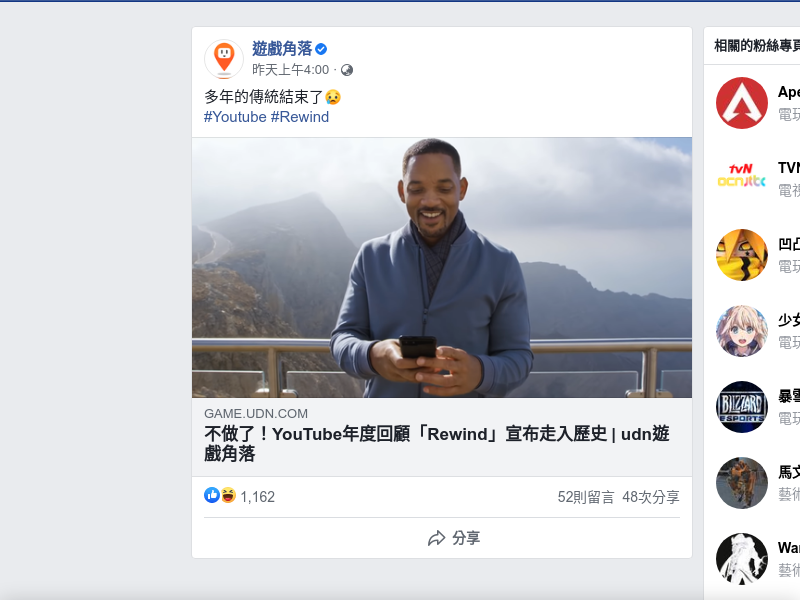 遊戲角落
昨天上午4:00 ·
多年的傳統結束了😢
#Youtube #Rewind
GAME.UDN.COM
不做了！YouTube年度回顧「Rewind」宣布走入歷史 | udn遊
戲角落
1,162
52則留言 48次分享
分享
相關的粉絲專頁
Ape
電玩
tvN
TVN
電視
凹凸
電玩
少女
電玩
BLIZZARD
ESPORTS
暴雪
電玩
馬文
藝術
War
藝術